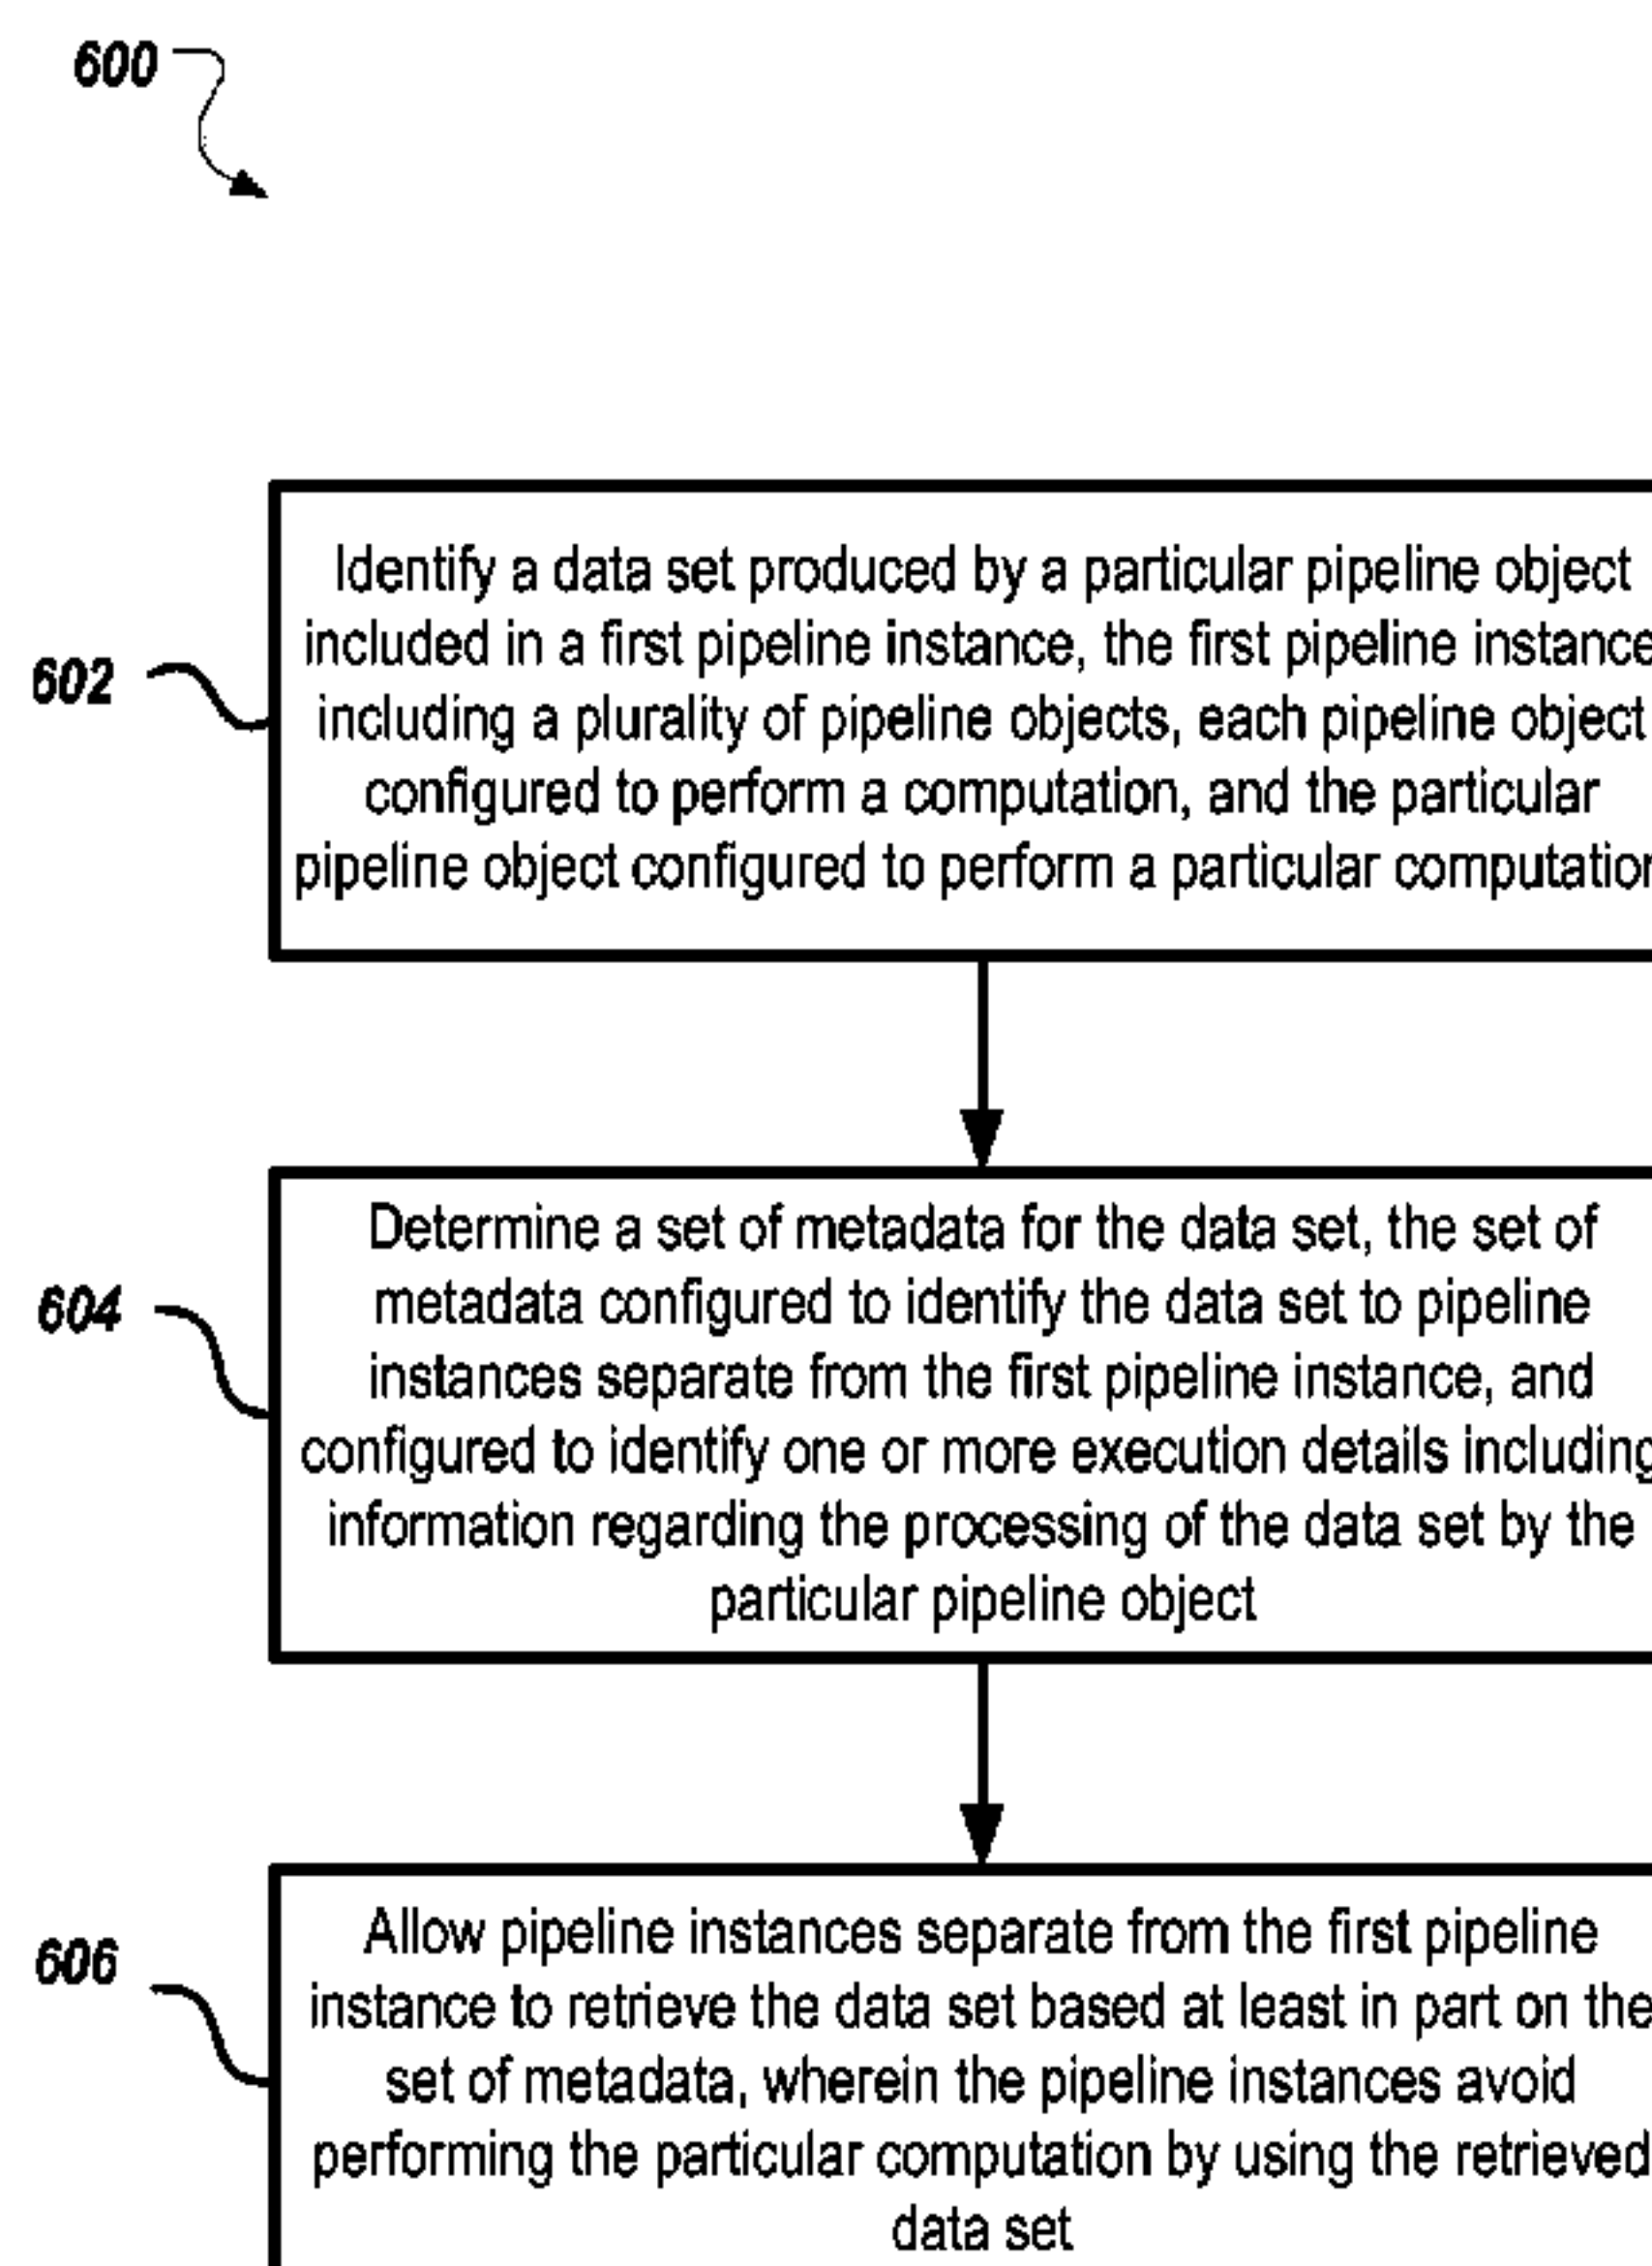 600
Identify a data set produced by a particular pipeline object
included in a first pipeline instance, the first pipeline instance
602
including a plurality of pipeline objects, each pipeline object
configured to perform a computation, and the particular
pipeline object configured to perform a particular computation
Determine a set of metadata for the data set, the set of
metadata configured to identify the data set to pipeline
604
instances separate from the first pipeline instance, and
configured to identify one or more execution details including
information regarding the processing of the data set by the
particular pipeline object
Allow pipeline instances separate from the first pipeline
606
instance to retrieve the data set based at least in part on the
set of metadata, wherein the pipeline instances avoid
performing the particular computation by using the retrieved
data set